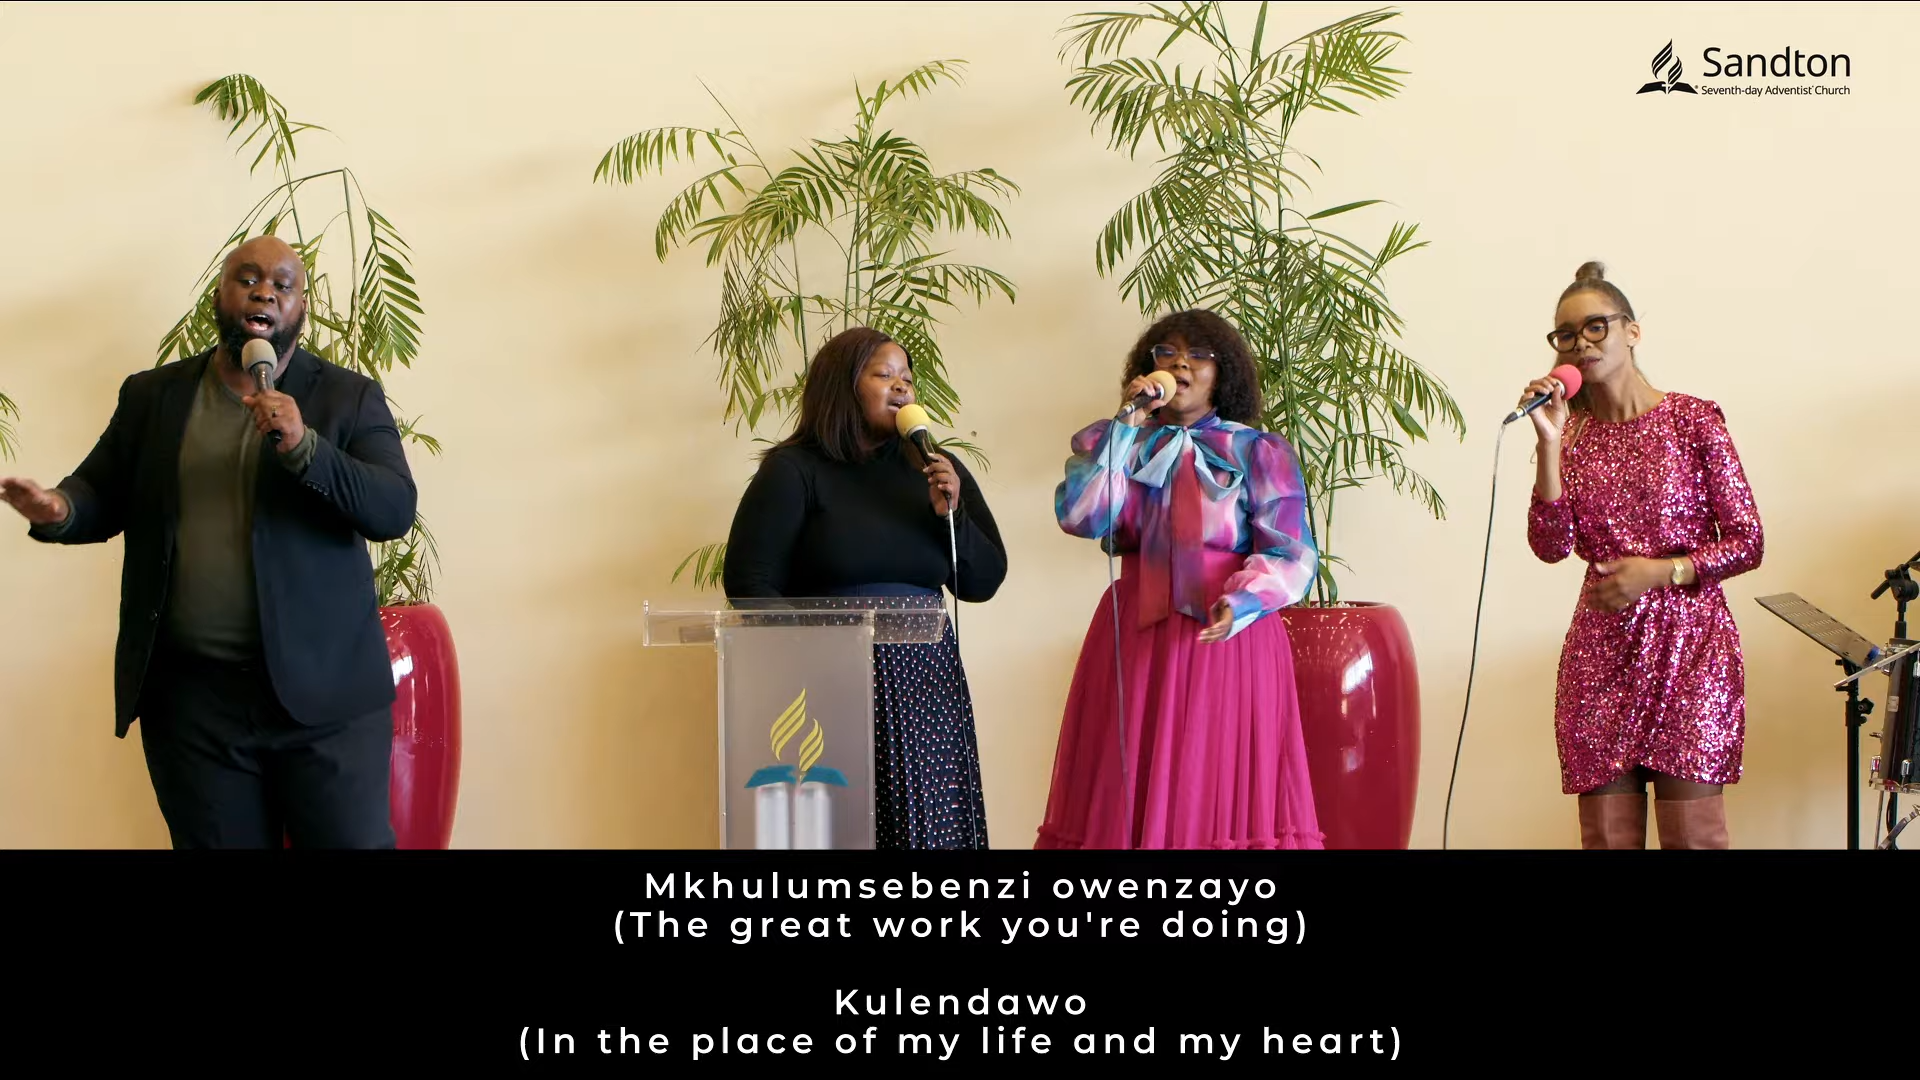 Sandton
Seventh-day Adventist Church
Mkhulumsebenzi owenzayo
(The great work you're doing)
Kulendawo
(In the place of my life and my heart)